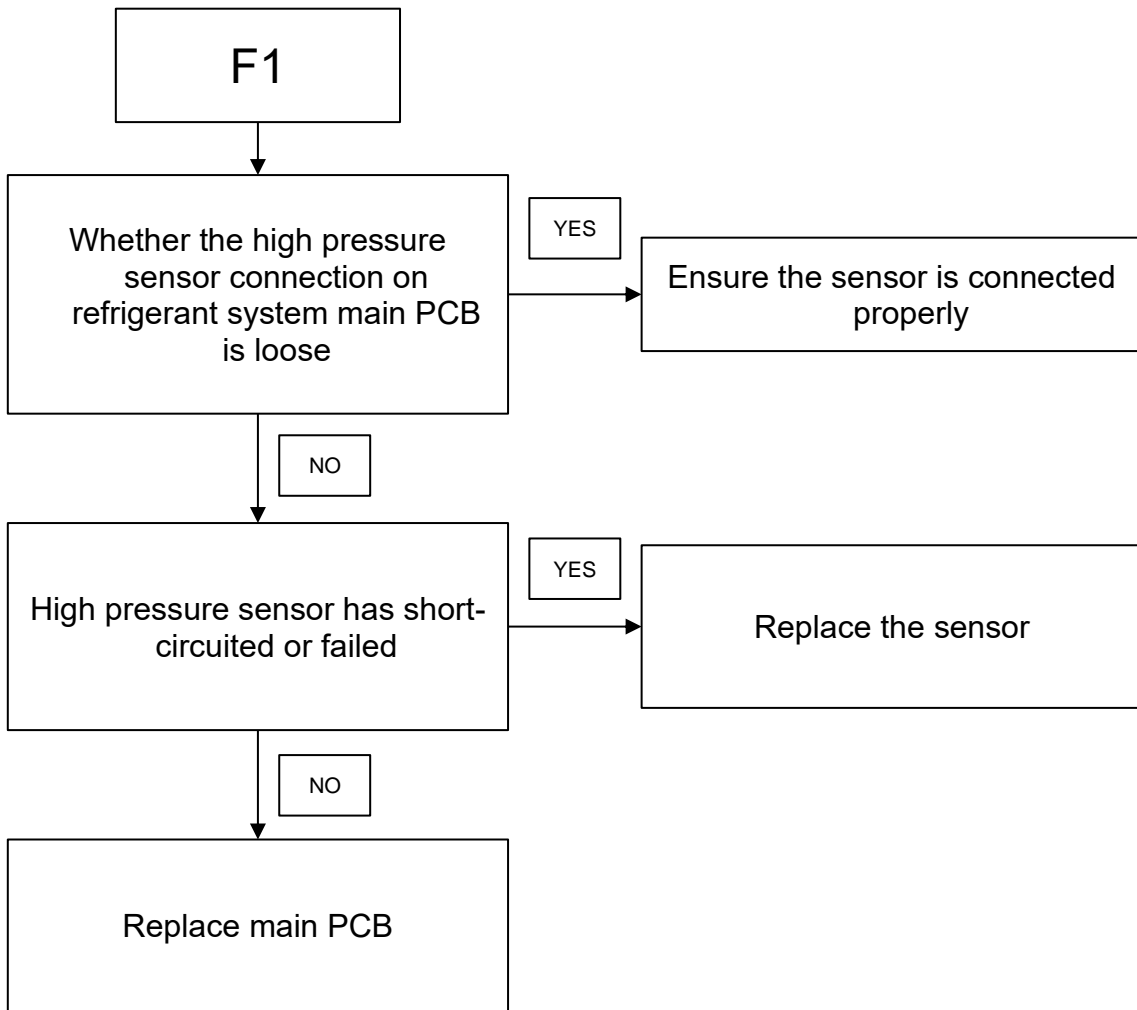 F1
Whether the high pressure
sensor connection on
refrigerant system main PCB
is loose
YES
Ensure the sensor is connected
properly
NO
High pressure sensor has short-
circuited or failed
YES
Replace the sensor
NO
Replace main PCB